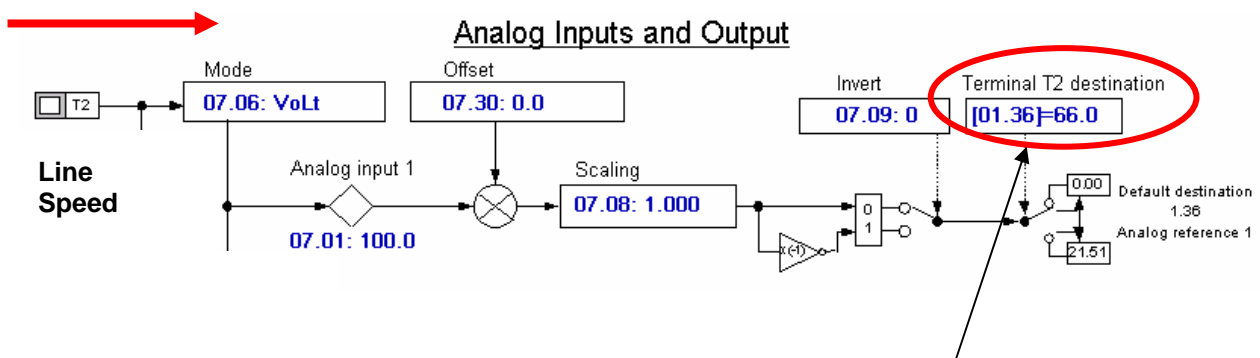 Analog Inputs and Output
Mode
Offset
Invert
Terminal T2 destination
T2
07.06: VoLt
07.30: 0.0
07.09: 0
[01.36]=66.0
Line
Speed
Analog input 1
Scaling
07.08: 1.000
07.01: 100.0
0
1
x(-1)
0.00
21.51
Default destination
1.36
Analog reference 1